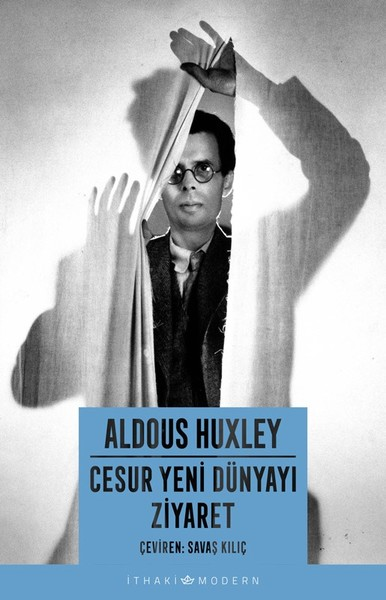 ALDOUS HUXLEY
CESUR YENİ DÜNYAYI
ZİYARET
ÇEVİREN: SAVAŞ KILIÇ
İTHAKİ MODERN